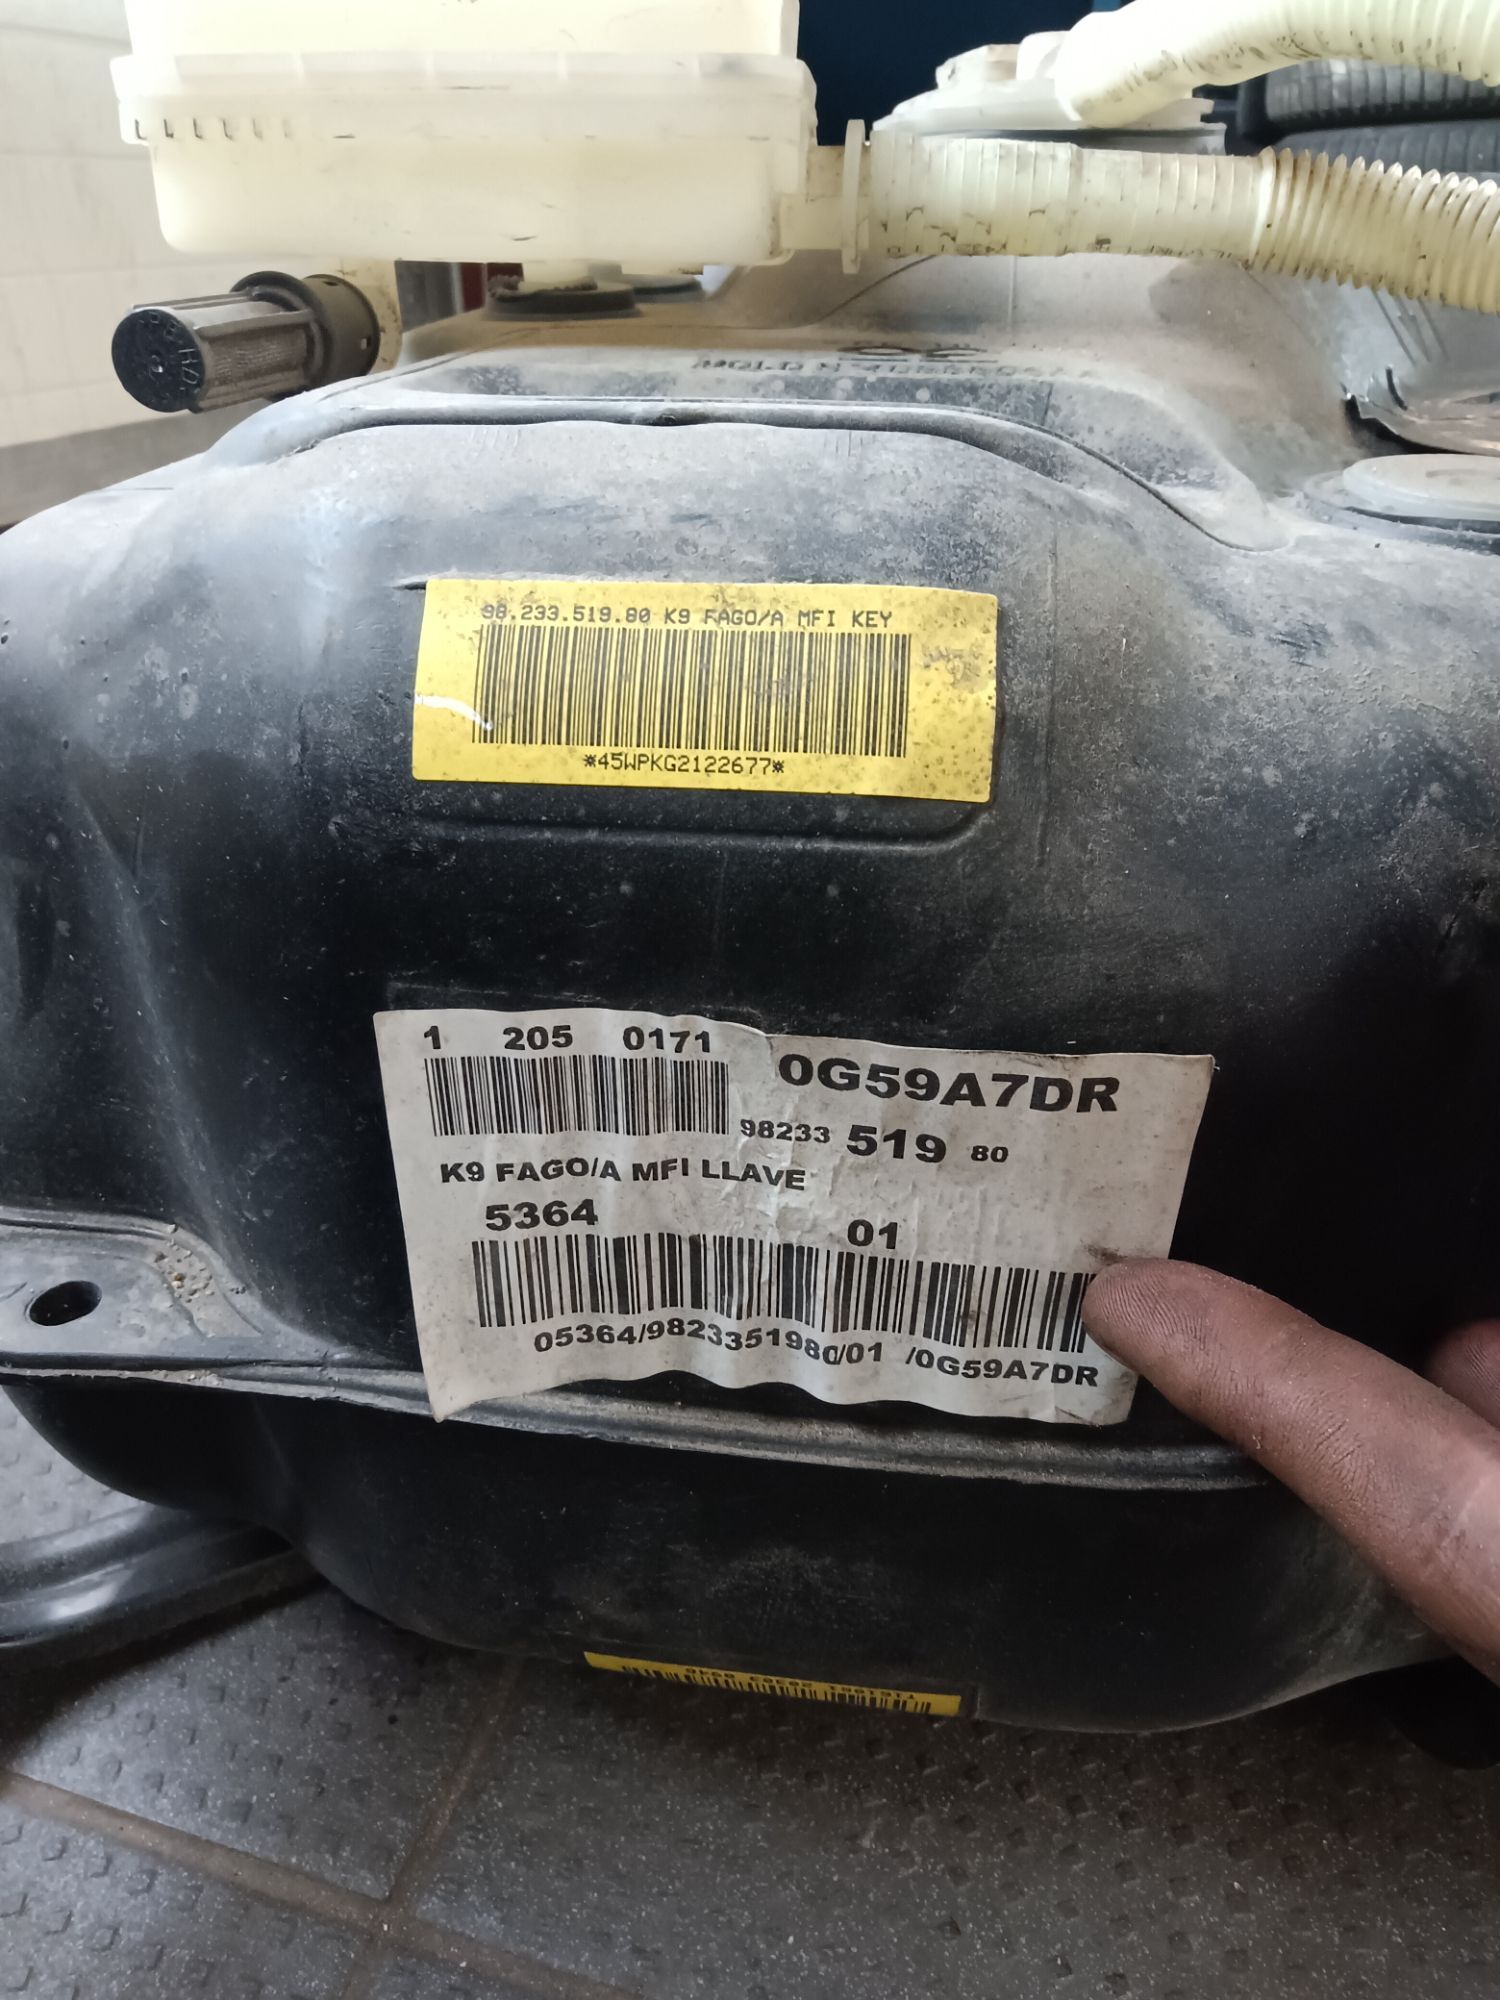 98.233.519.80 K9 FAGO/A MFI KEY
*45WPKG2122677*
1 205 0171
0G59A7DR
98233 519 80
K9 FAGO/A MFI LLAVE
5364 01
05364/9823351980/01 /0G59A7DR